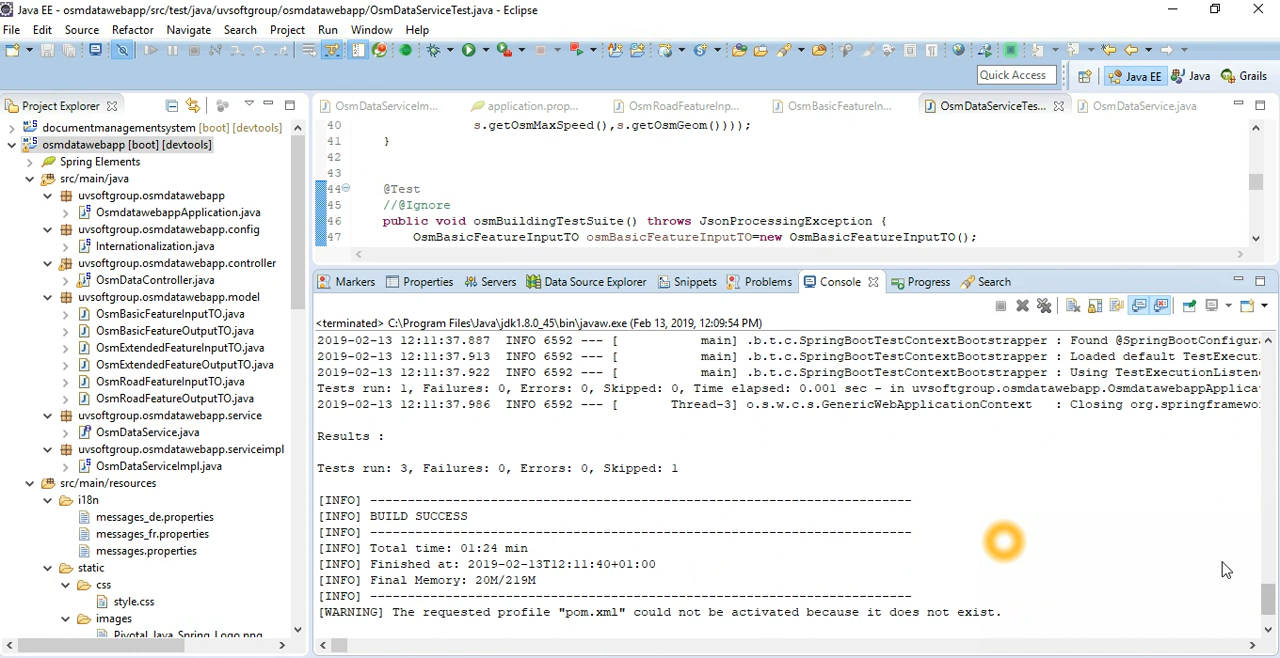 Java EE - osmdatawebapp/src/test/java/uvsoftgroup/osmdatawebapp/OsmDataServiceTest.java - Eclipse
File Edit Source Refactor Navigate Search Project Run Window Help
Quick Access Java EE Java Grails
Project Explorer
OsmDataServiceIm... application.prop... OsmRoadFeatureInp... OsmBasicFeatureIn... OsmDataServiceTes... OsmDataService.java
documentmanagementsystem [boot] [devtools]
osmdatawebapp [boot] [devtools]
Spring Elements
src/main/java
uvsoftgroup.osmdatawebapp
OsmdatawebappApplication.java
uvsoftgroup.osmdatawebapp.config
Internationalization.java
uvsoftgroup.osmdatawebapp.controller
OsmDataController.java
uvsoftgroup.osmdatawebapp.model
OsmBasicFeatureInputTO.java
OsmBasicFeatureOutputTO.java
OsmExtendedFeatureInputTO.java
OsmExtendedFeatureOutputTO.java
OsmRoadFeatureInputTO.java
OsmRoadFeatureOutputTO.java
uvsoftgroup.osmdatawebapp.service
OsmDataService.java
uvsoftgroup.osmdatawebapp.serviceimpl
OsmDataServiceImpl.java
src/main/resources
i18n
messages_de.properties
messages_fr.properties
messages.properties
static
css
style.css
images
Pivotal_Java_Spring_Logo.png
40 s.getOsmMaxSpeed(),s.getOsmGeom())));
41 }
42
43
44 @Test
45 //@Ignore
46 public void osmBuildingTestSuite() throws JsonProcessingException {
47 OsmBasicFeatureInputTO osmBasicFeatureInputTO=new OsmBasicFeatureInputTO();
Markers Properties Servers Data Source Explorer Snippets Problems Console Progress Search
<terminated> C:\Program Files\Java\jdk1.8.0_45\bin\javaw.exe (Feb 13, 2019, 12:09:54 PM)
2019-02-13 12:11:37.887 INFO 6592 --- [ main] .b.t.c.SpringBootTestContextBootstrapper : Found @SpringBootConfigur
2019-02-13 12:11:37.913 INFO 6592 --- [ main] .b.t.c.SpringBootTestContextBootstrapper : Loaded default TestExecut
2019-02-13 12:11:37.922 INFO 6592 --- [ main] .b.t.c.SpringBootTestContextBootstrapper : Using TestExecutionListen
Tests run: 1, Failures: 0, Errors: 0, Skipped: 0, Time elapsed: 0.001 sec - in uvsoftgroup.osmdatawebapp.OsmdatawebappApplica
2019-02-13 12:11:37.986 INFO 6592 --- [ Thread-3] o.s.w.c.s.GenericWebApplicationContext : Closing org.springframewo
Results :
Tests run: 3, Failures: 0, Errors: 0, Skipped: 1
[INFO] ------------------------------------------------------------------------
[INFO] BUILD SUCCESS
[INFO] ------------------------------------------------------------------------
[INFO] Total time: 01:24 min
[INFO] Finished at: 2019-02-13T12:11:40+01:00
[INFO] Final Memory: 20M/219M
[INFO] ------------------------------------------------------------------------
[WARNING] The requested profile "pom.xml" could not be activated because it does not exist.